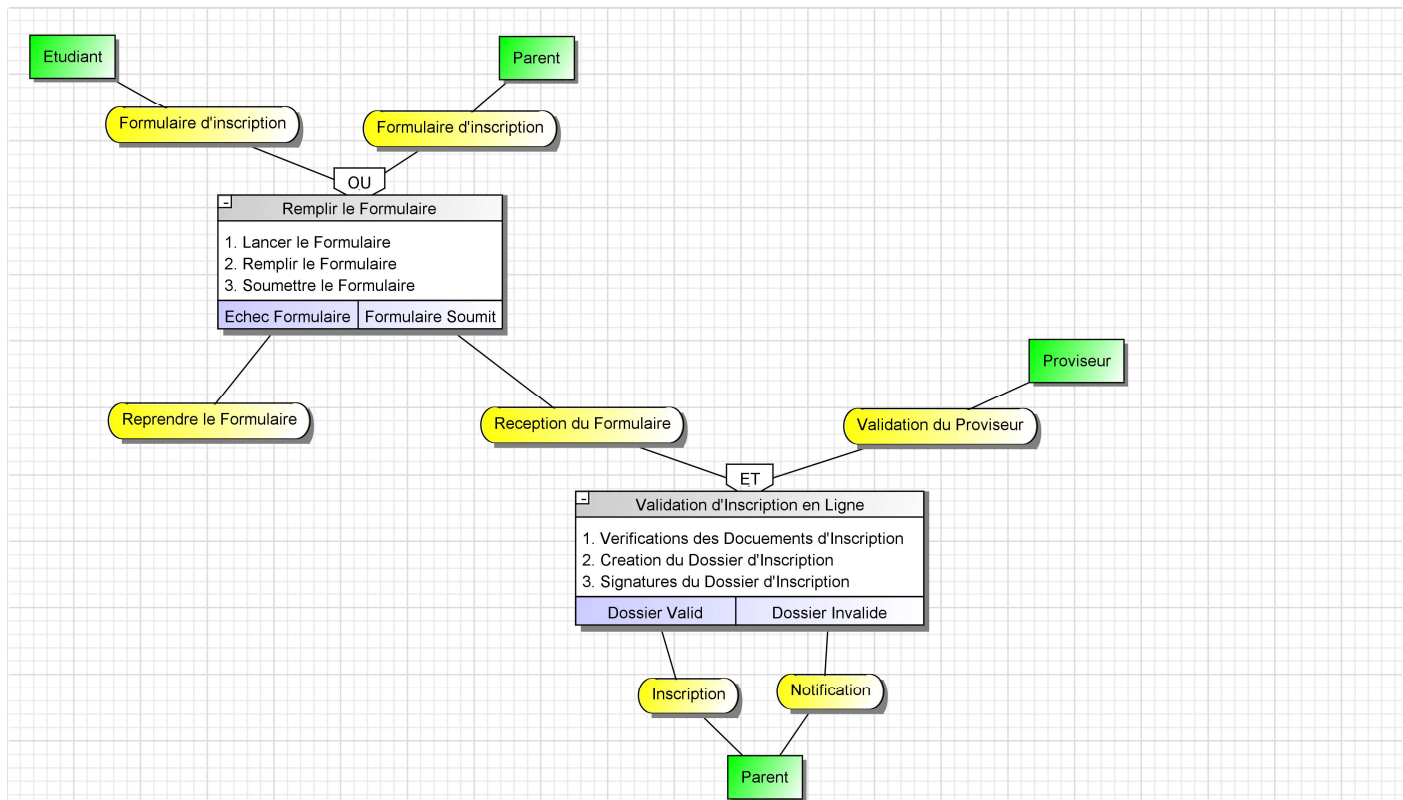 Etudiant
Parent
Formulaire d'inscription
Formulaire d'inscription
OU
-
Remplir le Formulaire
1. Lancer le Formulaire
2. Remplir le Formulaire
3. Soumettre le Formulaire
Echec Formulaire
Formulaire Soumit
Proviseur
Reprendre le Formulaire
Reception du Formulaire
Validation du Proviseur
ET
-
Validation d'Inscription en Ligne
1. Verifications des Docuements d'Inscription
2. Creation du Dossier d'Inscription
3. Signatures du Dossier d'Inscription
Dossier Valid
Dossier Invalide
Inscription
Notification
Parent